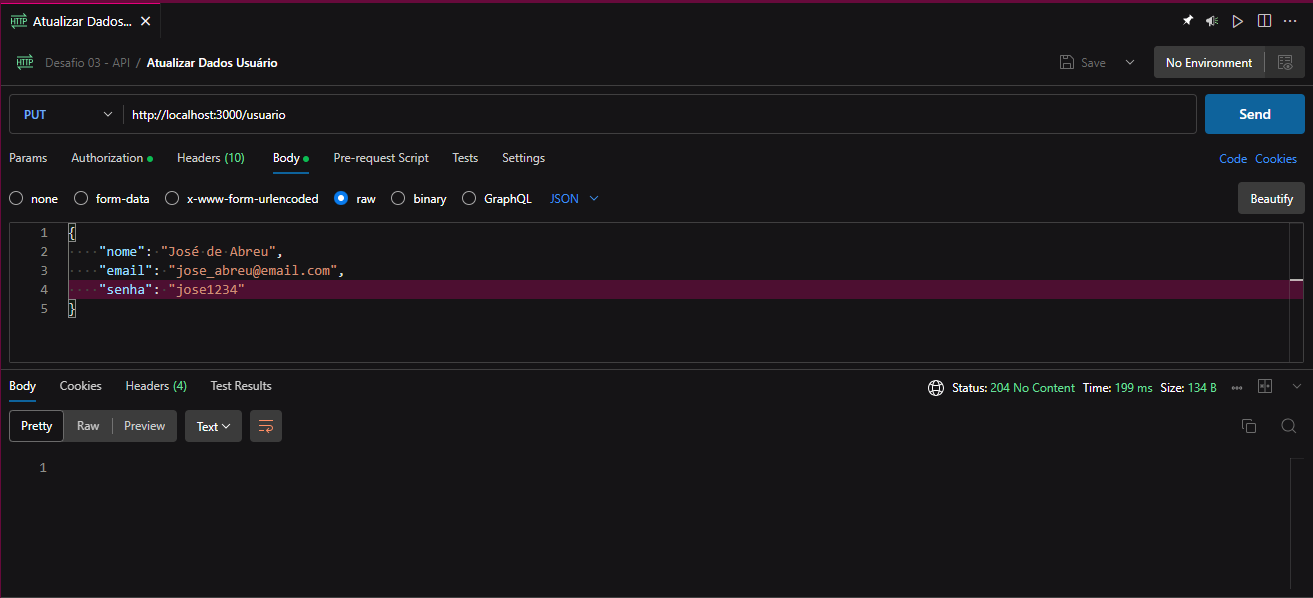 HTTP Atualizar Dados...
HTTP Desafio 03 - API / Atualizar Dados Usuário Save No Environment
PUT http://localhost:3000/usuario Send
Params Authorization Headers (10) Body Pre-request Script Tests Settings Code Cookies
none form-data x-www-form-urlencoded raw binary GraphQL JSON Beautify
1 {
2 "nome": "José de Abreu",
3 "email": "jose_abreu@email.com",
4 "senha": "jose1234"
5 }
Body Cookies Headers (4) Test Results Status: 204 No Content Time: 199 ms Size: 134 B
Pretty Raw Preview Text
1